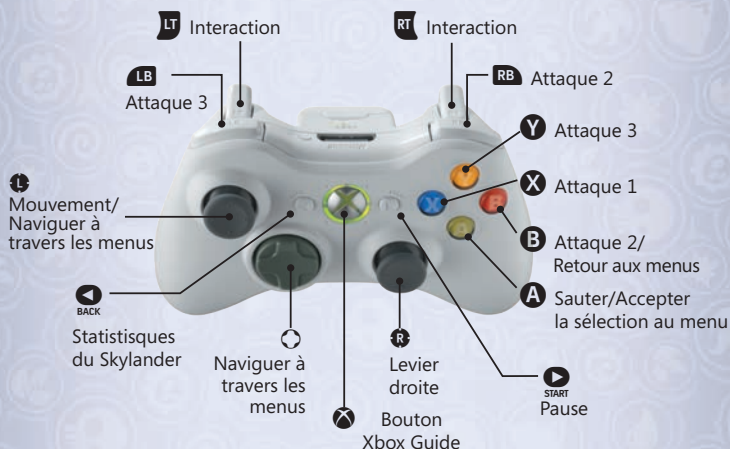 LT Interaction
RT Interaction
LB
Attaque 3
RB Attaque 2
Y Attaque 3
X Attaque 1
B Attaque 2/
Retour aux menus
A Sauter/Accepter
la sélection au menu
L
Mouvement/
Naviguer à
travers les menus
BACK
Statistisques
du Skylander
Naviguer à
travers les
menus
Bouton
Xbox Guide
R
Levier
droite
START
Pause
Y
X
B
A